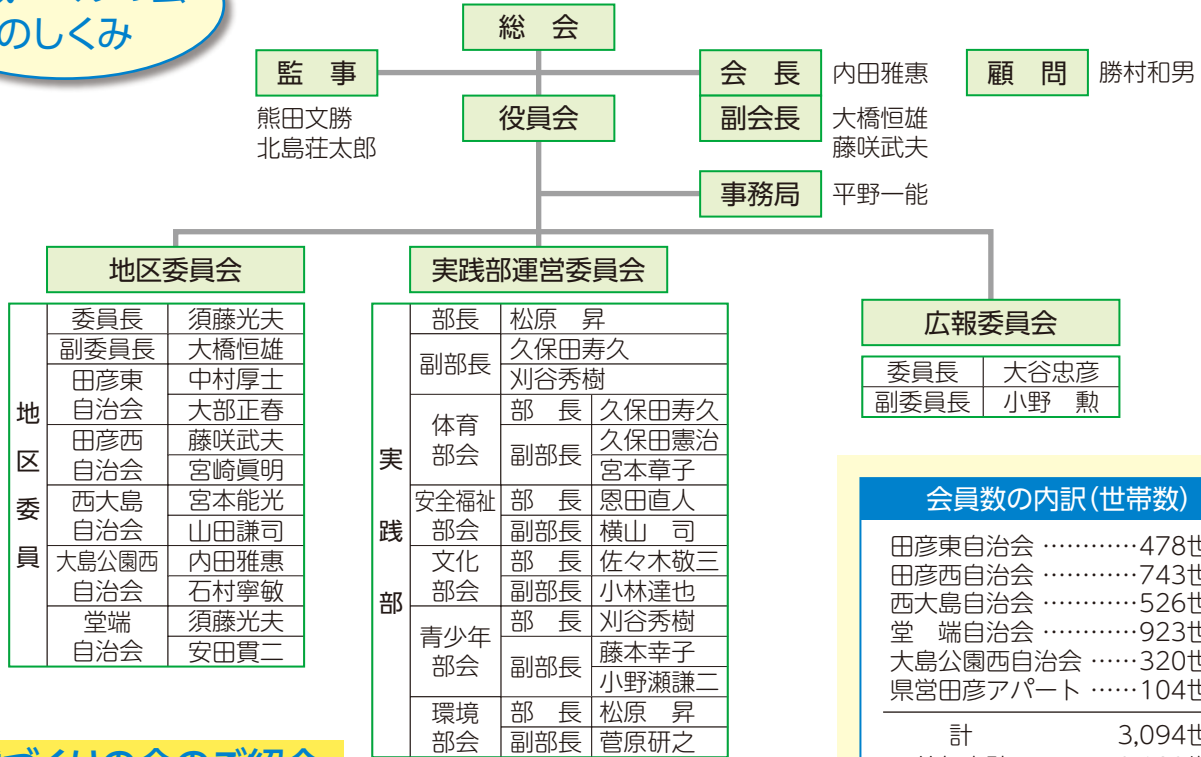 のしくみ
総　会
監　事
会　長 内田雅惠
顧　問 勝村和男
熊田文勝
北島荘太郎
役員会
副会長 大橋恒雄
藤咲武夫
事務局 平野一能
地区委員会
地区委員
委員長 須藤光夫
副委員長 大橋恒雄
田彦東 中村厚士
自治会 大部正春
田彦西 藤咲武夫
自治会 宮崎眞明
西大島 宮本能光
自治会 山田謙司
大島公園西 内田雅惠
自治会 石村寧敏
堂端 須藤光夫
自治会 安田貫二
実践部運営委員会
実践部
部長 松原　昇
副部長 久保田寿久
刈谷秀樹
体育部会 部　長 久保田寿久
副部長 久保田憲治
宮本章子
安全福祉 部　長 恩田直人
部会 副部長 横山　司
文化 部　長 佐々木敬三
部会 副部長 小林達也
青少年部会 部　長 刈谷秀樹
副部長 藤本幸子
小野瀬謙二
環境 部　長 松原　昇
部会 副部長 菅原研之
広報委員会
委員長 大谷忠彦
副委員長 小野　勲
会員数の内訳(世帯数)
田彦東自治会 …………478世
田彦西自治会 …………743世
西大島自治会 …………526世
堂　端自治会 …………923世
大島公園西自治会 ……320世
県営田彦アパート ……104世
計 3,094世
づくりの会のご紹介